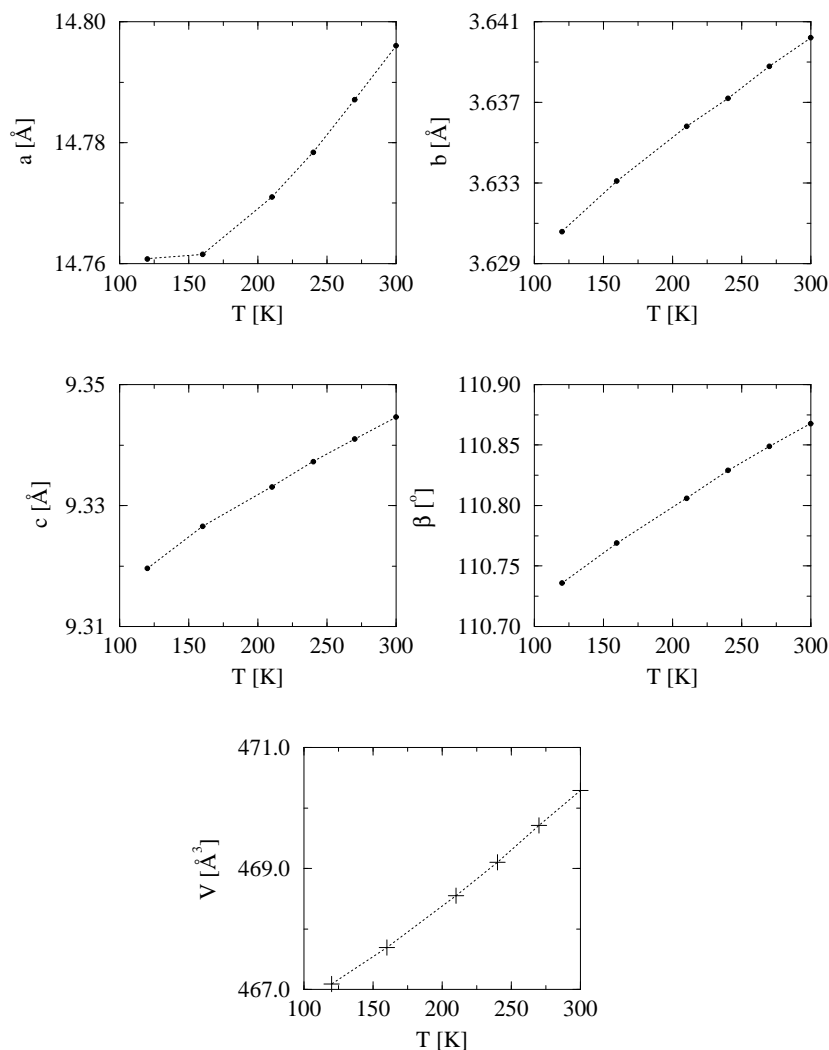 14.80
14.78
14.76
a [Å]
100 150 200 250 300
T [K]
3.641
3.637
3.633
3.629
b [Å]
100 150 200 250 300
T [K]
9.35
9.33
9.31
c [Å]
100 150 200 250 300
T [K]
110.90
110.85
110.80
110.75
110.70
β [°]
100 150 200 250 300
T [K]
471.0
469.0
467.0
V [Å³]
100 150 200 250 300
T [K]